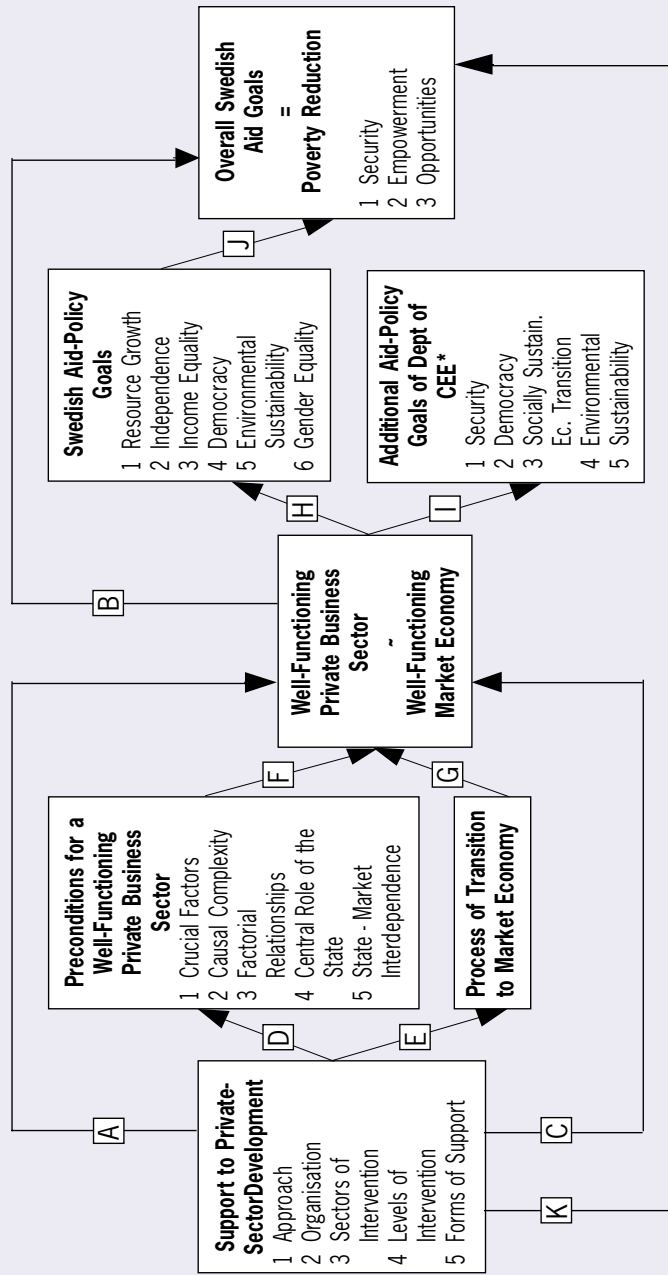 Support to Private-
SectorDevelopment
1 Approach
2 Organisation
3 Sectors of
Intervention
4 Levels of
Intervention
5 Forms of Support
A
D
E
C
K
Preconditions for a
Well-Functioning
Private Business
Sector
1 Crucial Factors
2 Causal Complexity
3 Factorial
Relationships
4 Central Role of the
State
5 State - Market
Interdependence
Process of Transition
to Market Economy
F
G
Well-Functioning
Private Business
Sector
~
Well-Functioning
Market Economy
B
H
I
Swedish Aid-Policy
Goals
1 Resource Growth
2 Independence
3 Income Equality
4 Democracy
5 Environmental
Sustainability
6 Gender Equality
Additional Aid-Policy
Goals of Dept of
CEE*
1 Security
2 Democracy
3 Socially Sustain.
Ec. Transition
4 Environmental
5 Sustainability
J
Overall Swedish
Aid Goals
=
Poverty Reduction
1 Security
2 Empowerment
3 Opportunities